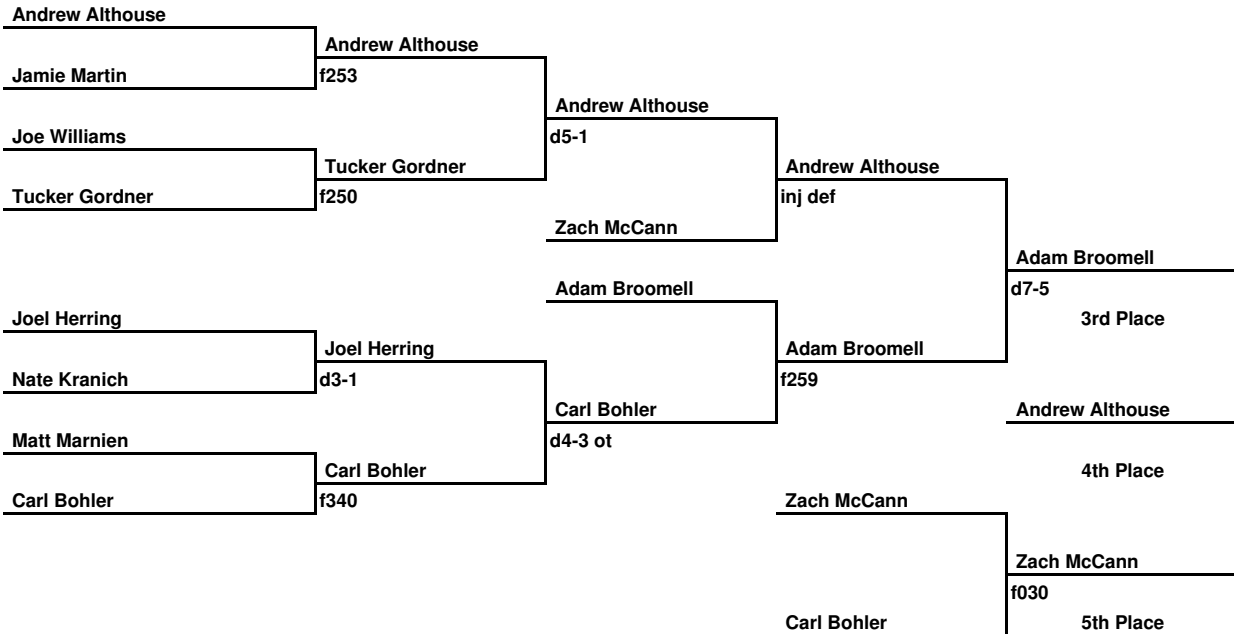 Andrew Althouse
Andrew Althouse
Jamie Martin
f253
Andrew Althouse
Joe Williams
d5-1
Tucker Gordner
Andrew Althouse
Tucker Gordner
f250
inj def
Zach McCann
Adam Broomell
Adam Broomell
d7-5
Joel Herring
3rd Place
Joel Herring
Adam Broomell
Nate Kranich
d3-1
f259
Carl Bohler
Andrew Althouse
Matt Marnien
d4-3 ot
Carl Bohler
4th Place
Carl Bohler
f340
Zach McCann
Zach McCann
f030
Carl Bohler
5th Place